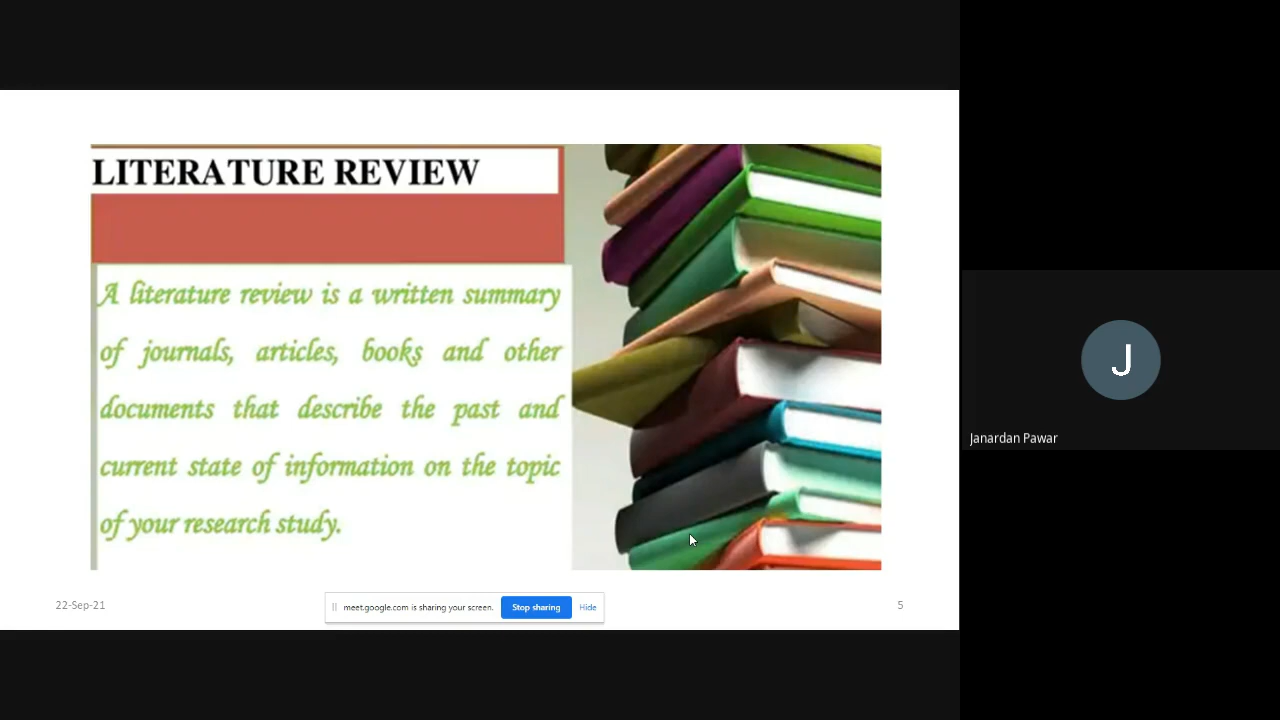 LITERATURE REVIEW
A literature review is a written summary
of journals, articles, books and other
documents that describe the past and
current state of information on the topic
of your research study.
22-Sep-21
meet.google.com is sharing your screen.
Stop sharing
Hide
5
J
Janardan Pawar